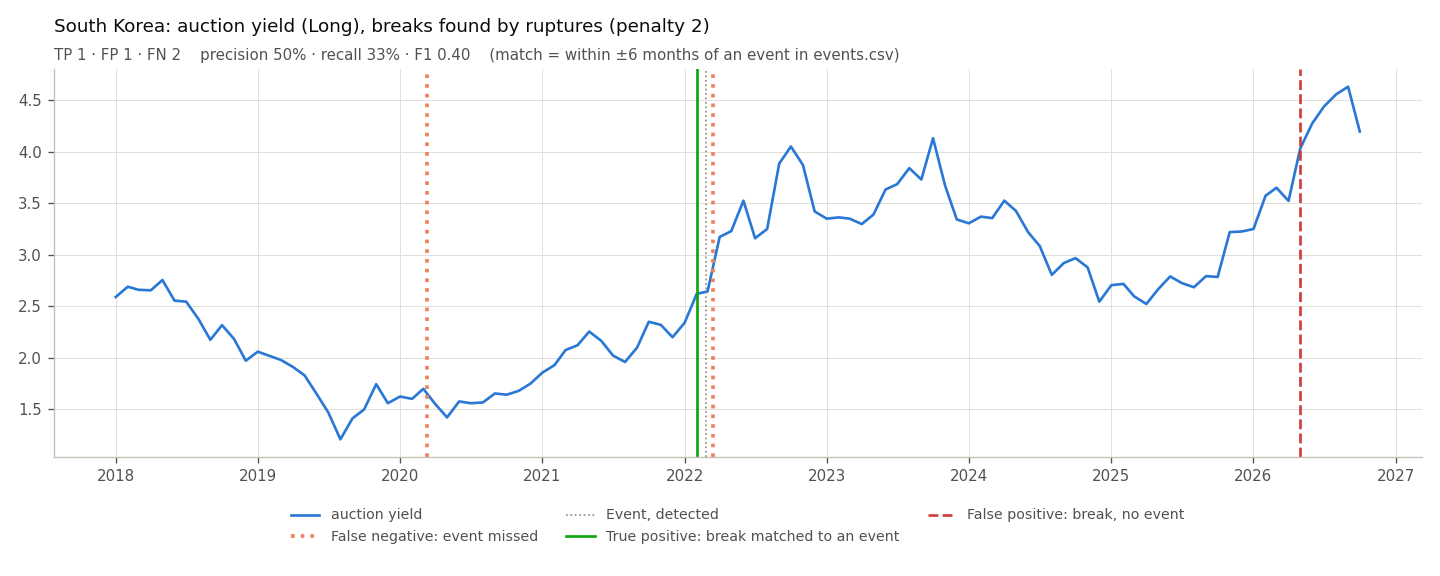 South Korea: auction yield (Long), breaks found by ruptures (penalty 2)
TP 1 · FP 1 · FN 2    precision 50% · recall 33% · F1 0.40    (match = within ±6 months of an event in events.csv)
4.5
4.0
3.5
3.0
2.5
2.0
1.5
2018 2019 2020 2021 2022 2023 2024 2025 2026 2027
auction yield
False negative: event missed
Event, detected
True positive: break matched to an event
False positive: break, no event